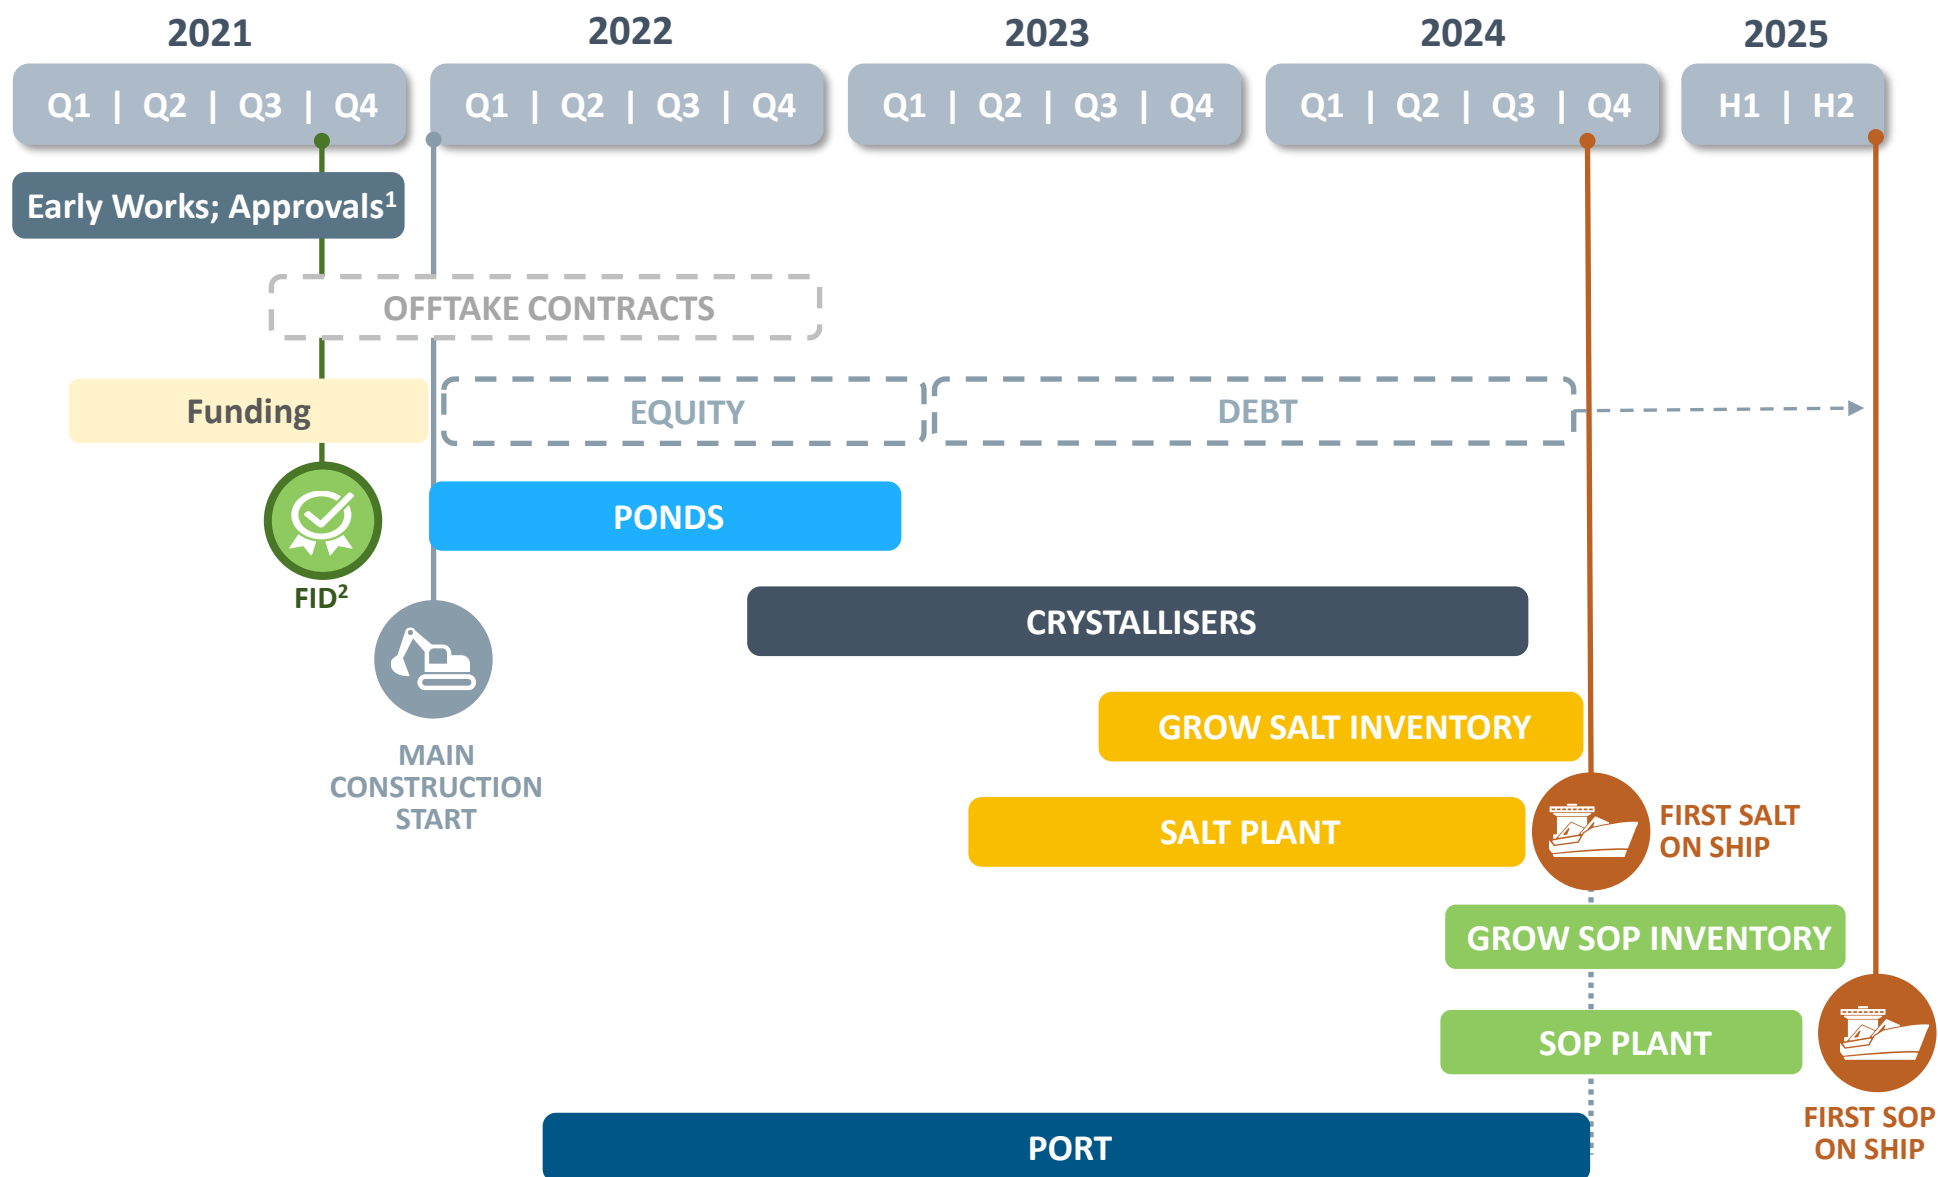 2021 2022 2023 2024 2025
Q1 | Q2 | Q3 | Q4 Q1 | Q2 | Q3 | Q4 Q1 | Q2 | Q3 | Q4 Q1 | Q2 | Q3 | Q4 H1 | H2
Early Works; Approvals¹
OFFTAKE CONTRACTS
Funding EQUITY DEBT
PONDS
FID²
CRYSTALLISERS
GROW SALT INVENTORY
MAIN
CONSTRUCTION
START
SALT PLANT
FIRST SALT
ON SHIP
GROW SOP INVENTORY
SOP PLANT
FIRST SOP
ON SHIP
PORT